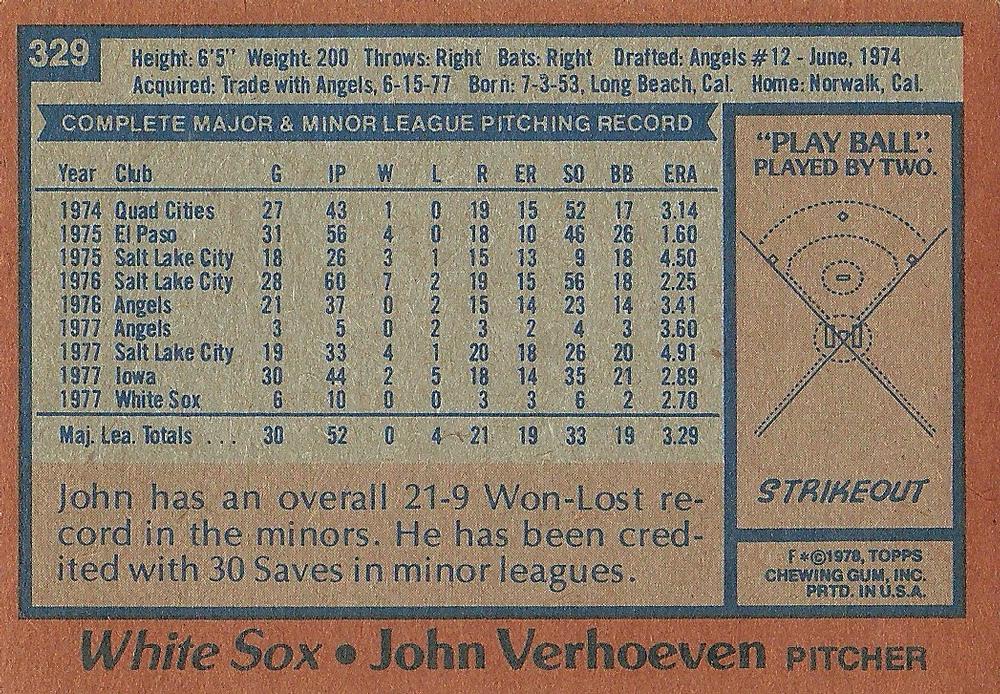 329
Height: 6'5" Weight: 200 Throws: Right Bats: Right Drafted: Angels #12 - June, 1974
Acquired: Trade with Angels, 6-15-77 Born: 7-3-53, Long Beach, Cal. Home: Norwalk, Cal.
COMPLETE MAJOR & MINOR LEAGUE PITCHING RECORD
Year Club G IP W L R ER SO BB ERA
1974 Quad Cities 27 43 1 0 19 15 52 17 3.14
1975 El Paso 31 56 4 0 18 10 46 26 1.60
1975 Salt Lake City 18 26 3 1 15 13 9 18 4.50
1976 Salt Lake City 28 60 7 2 19 15 56 18 2.25
1976 Angels 21 37 0 2 15 14 23 14 3.41
1977 Angels 3 5 0 2 3 2 4 3 3.60
1977 Salt Lake City 19 33 4 1 20 18 26 20 4.91
1977 Iowa 30 44 2 5 18 14 35 21 2.89
1977 White Sox 6 10 0 0 3 3 6 2 2.70
Maj. Lea. Totals ... 30 52 0 4 21 19 33 19 3.29
John has an overall 21-9 Won-Lost re-
cord in the minors. He has been cred-
ited with 30 Saves in minor leagues.
"PLAY BALL".
PLAYED BY TWO.
STRIKEOUT
F *©1978, TOPPS
CHEWING GUM, INC.
PRTD. IN U.S.A.
White Sox • John Verhoeven PITCHER